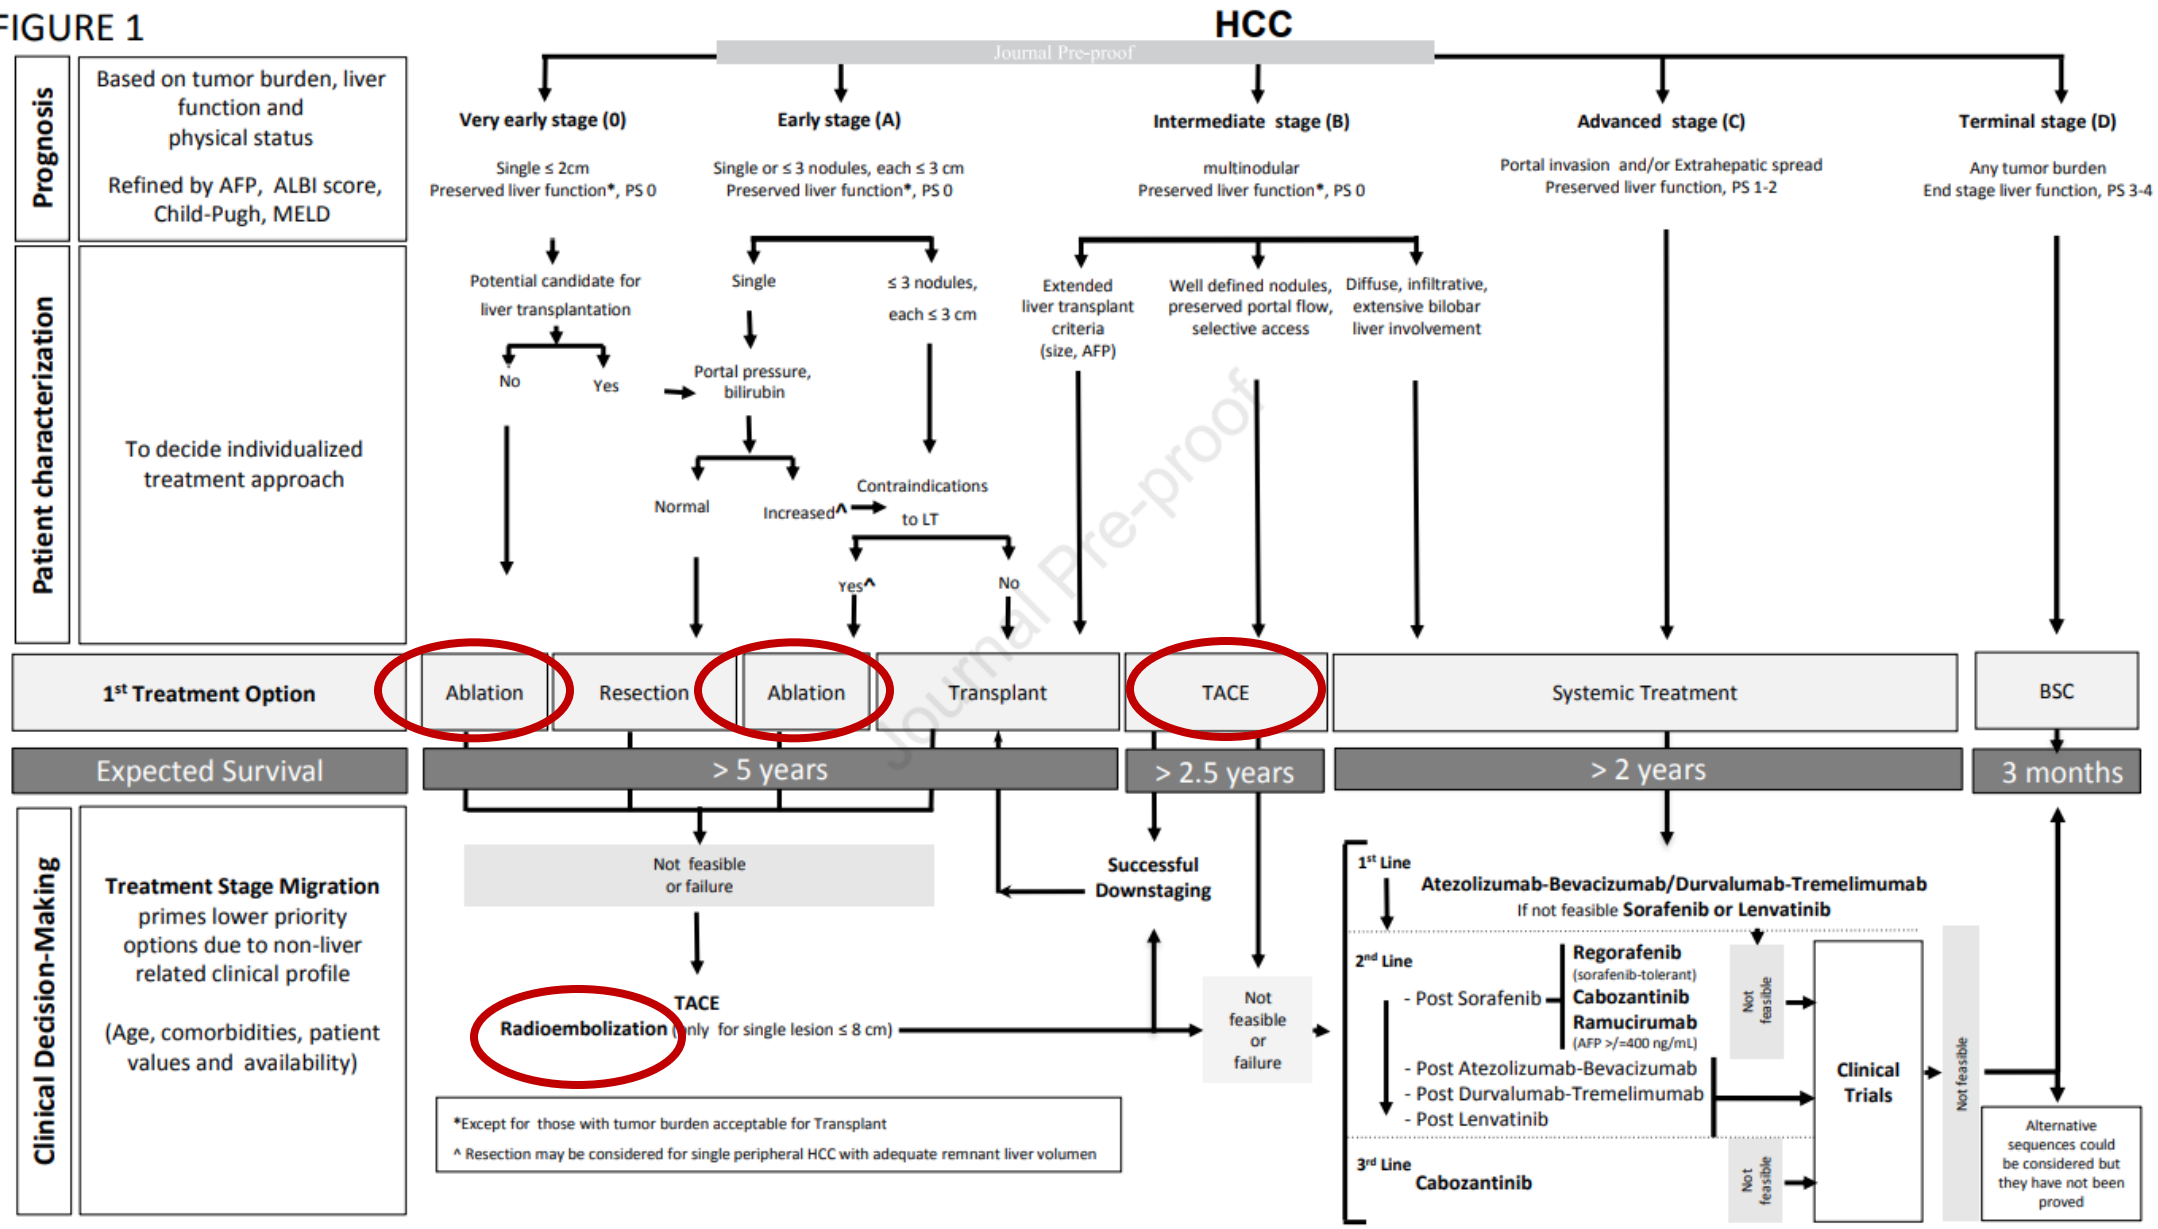 FIGURE 1
HCC
Journal Pre-proof
Prognosis
Based on tumor burden, liver
function and
physical status
Refined by AFP, ALBI score,
Child-Pugh, MELD
Very early stage (0)
Single ≤ 2cm
Preserved liver function*, PS 0
Early stage (A)
Single or ≤ 3 nodules, each ≤ 3 cm
Preserved liver function*, PS 0
Intermediate stage (B)
multinodular
Preserved liver function*, PS 0
Advanced stage (C)
Portal invasion and/or Extrahepatic spread
Preserved liver function, PS 1-2
Terminal stage (D)
Any tumor burden
End stage liver function, PS 3-4
Patient characterization
To decide individualized
treatment approach
Potential candidate for
liver transplantation
No
Yes
Single
Portal pressure,
bilirubin
Normal
Increased^
≤ 3 nodules,
each ≤ 3 cm
Contraindications
to LT
Yes^
No
Extended
liver transplant
criteria
(size, AFP)
Well defined nodules,
preserved portal flow,
selective access
Diffuse, infiltrative,
extensive bilobar
liver involvement
Journal Pre-proof
1st Treatment Option
Ablation
Resection
Ablation
Transplant
TACE
Systemic Treatment
BSC
Expected Survival
> 5 years
> 2.5 years
> 2 years
3 months
Clinical Decision-Making
Treatment Stage Migration
primes lower priority
options due to non-liver
related clinical profile
(Age, comorbidities, patient
values and availability)
Not feasible
or failure
TACE
Radioembolization (only for single lesion ≤ 8 cm)
Successful
Downstaging
Not
feasible
or
failure
1st Line
Atezolizumab-Bevacizumab/Durvalumab-Tremelimumab
If not feasible Sorafenib or Lenvatinib
2nd Line
- Post Sorafenib
Regorafenib
(sorafenib-tolerant)
Cabozantinib
Ramucirumab
(AFP >/=400 ng/mL)
- Post Atezolizumab-Bevacizumab
- Post Durvalumab-Tremelimumab
- Post Lenvatinib
3rd Line
Cabozantinib
Not
feasible
Not
feasible
Clinical
Trials
Not feasible
Alternative
sequences could
be considered but
they have not been
proved
*Except for those with tumor burden acceptable for Transplant
^ Resection may be considered for single peripheral HCC with adequate remnant liver volumen